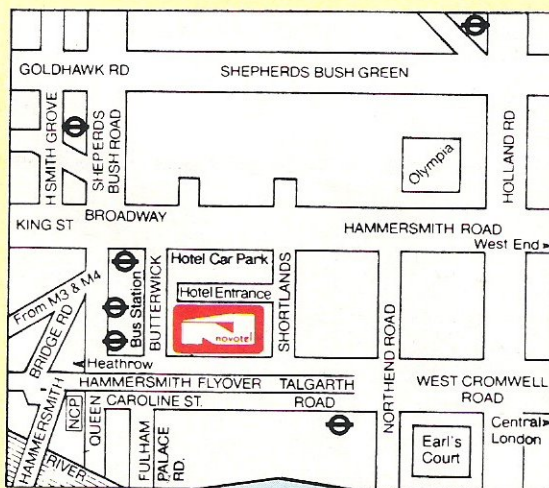 GOLDHAWK RD
SHEPHERDS BUSH GREEN
H SMITH GROVE
SHEPERDS
BUSH ROAD
Olympia
HOLLAND RD
KING ST
BROADWAY
HAMMERSMITH ROAD
West End
From M3 & M4
BRIDGE RD
HAMMERSMITH
Bus Station
BUTTERWICK
Hotel Car Park
Hotel Entrance
novotel
SHORTLANDS
NORTHEND ROAD
Heathrow
HAMMERSMITH FLYOVER
TALGARTH
ROAD
WEST CROMWELL
ROAD
CAROLINE ST.
QUEEN
NCP
RIVER
FULHAM
PALACE
RD.
Earl's
Court
Central
London